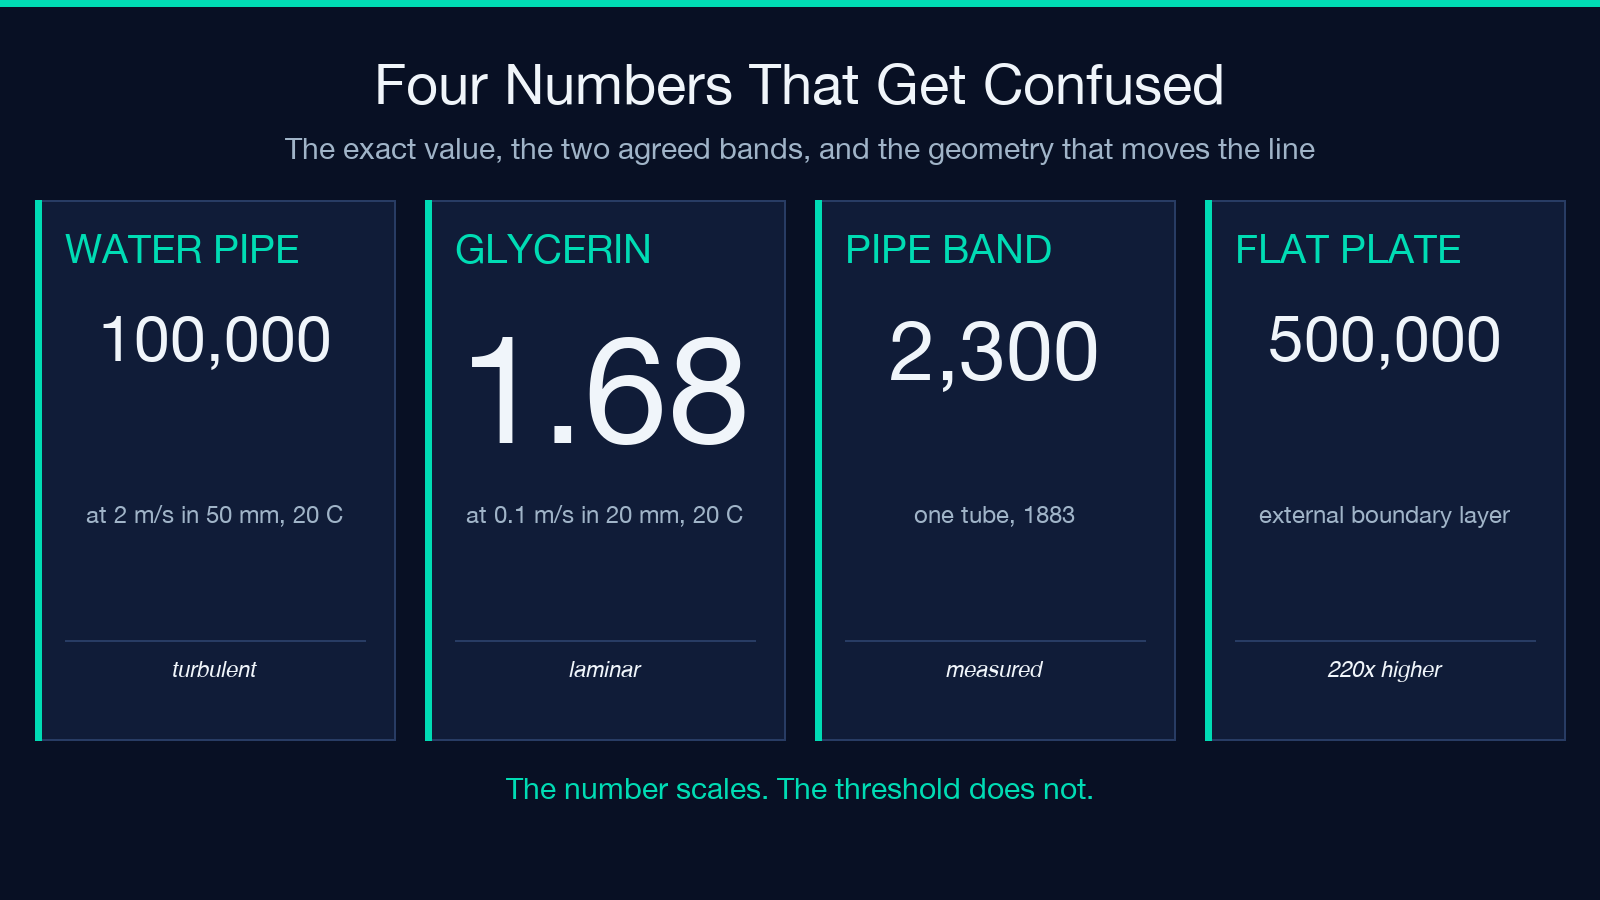 Four Numbers That Get Confused
The exact value, the two agreed bands, and the geometry that moves the line
WATER PIPE
100,000
at 2 m/s in 50 mm, 20 C
turbulent
GLYCERIN
1.68
at 0.1 m/s in 20 mm, 20 C
laminar
PIPE BAND
2,300
one tube, 1883
measured
FLAT PLATE
500,000
external boundary layer
220x higher
The number scales. The threshold does not.